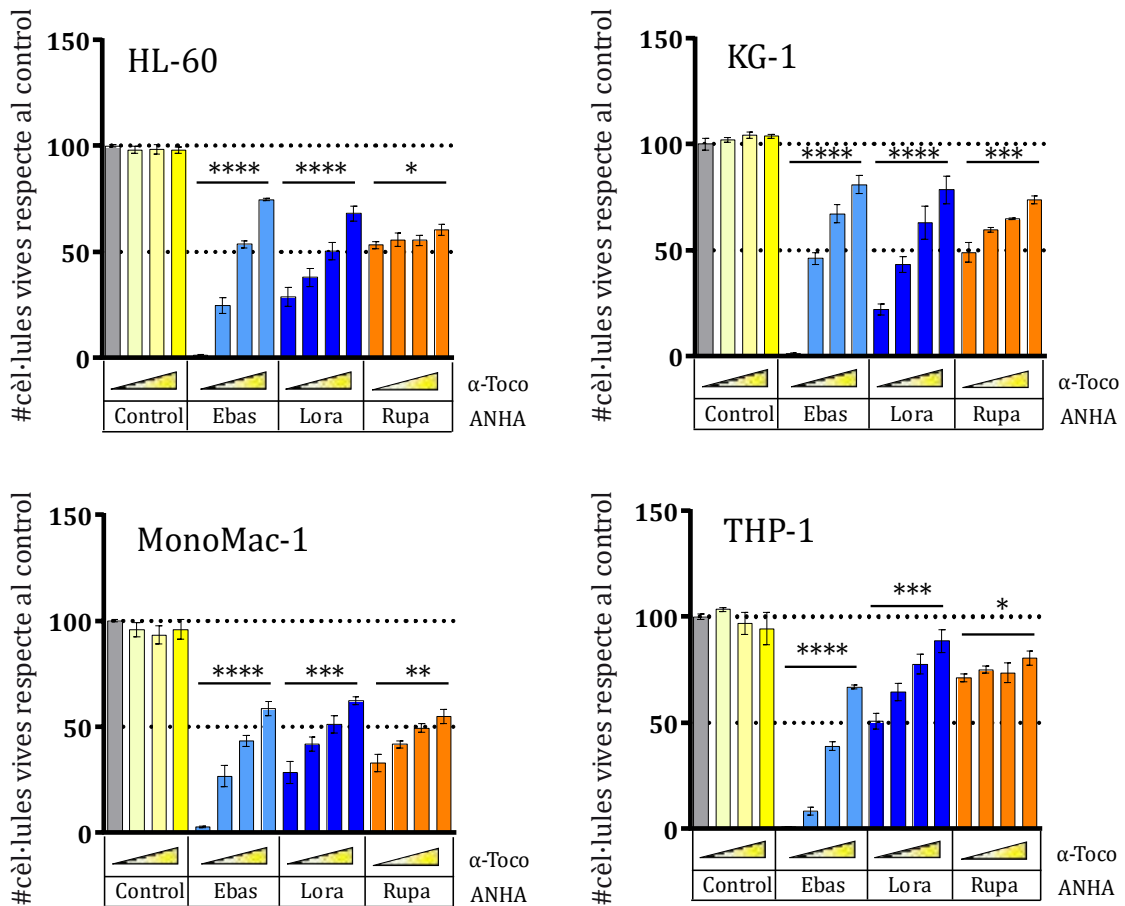 #cèl·lules vives respecte al control
HL-60
150
100
50
0
****
****
*
α-Toco
Control Ebas Lora Rupa ANHA
#cèl·lules vives respecte al control
KG-1
150
100
50
0
****
****
***
α-Toco
Control Ebas Lora Rupa ANHA
#cèl·lules vives respecte al control
MonoMac-1
150
100
50
0
****
***
**
α-Toco
Control Ebas Lora Rupa ANHA
#cèl·lules vives respecte al control
THP-1
150
100
50
0
****
***
*
α-Toco
Control Ebas Lora Rupa ANHA